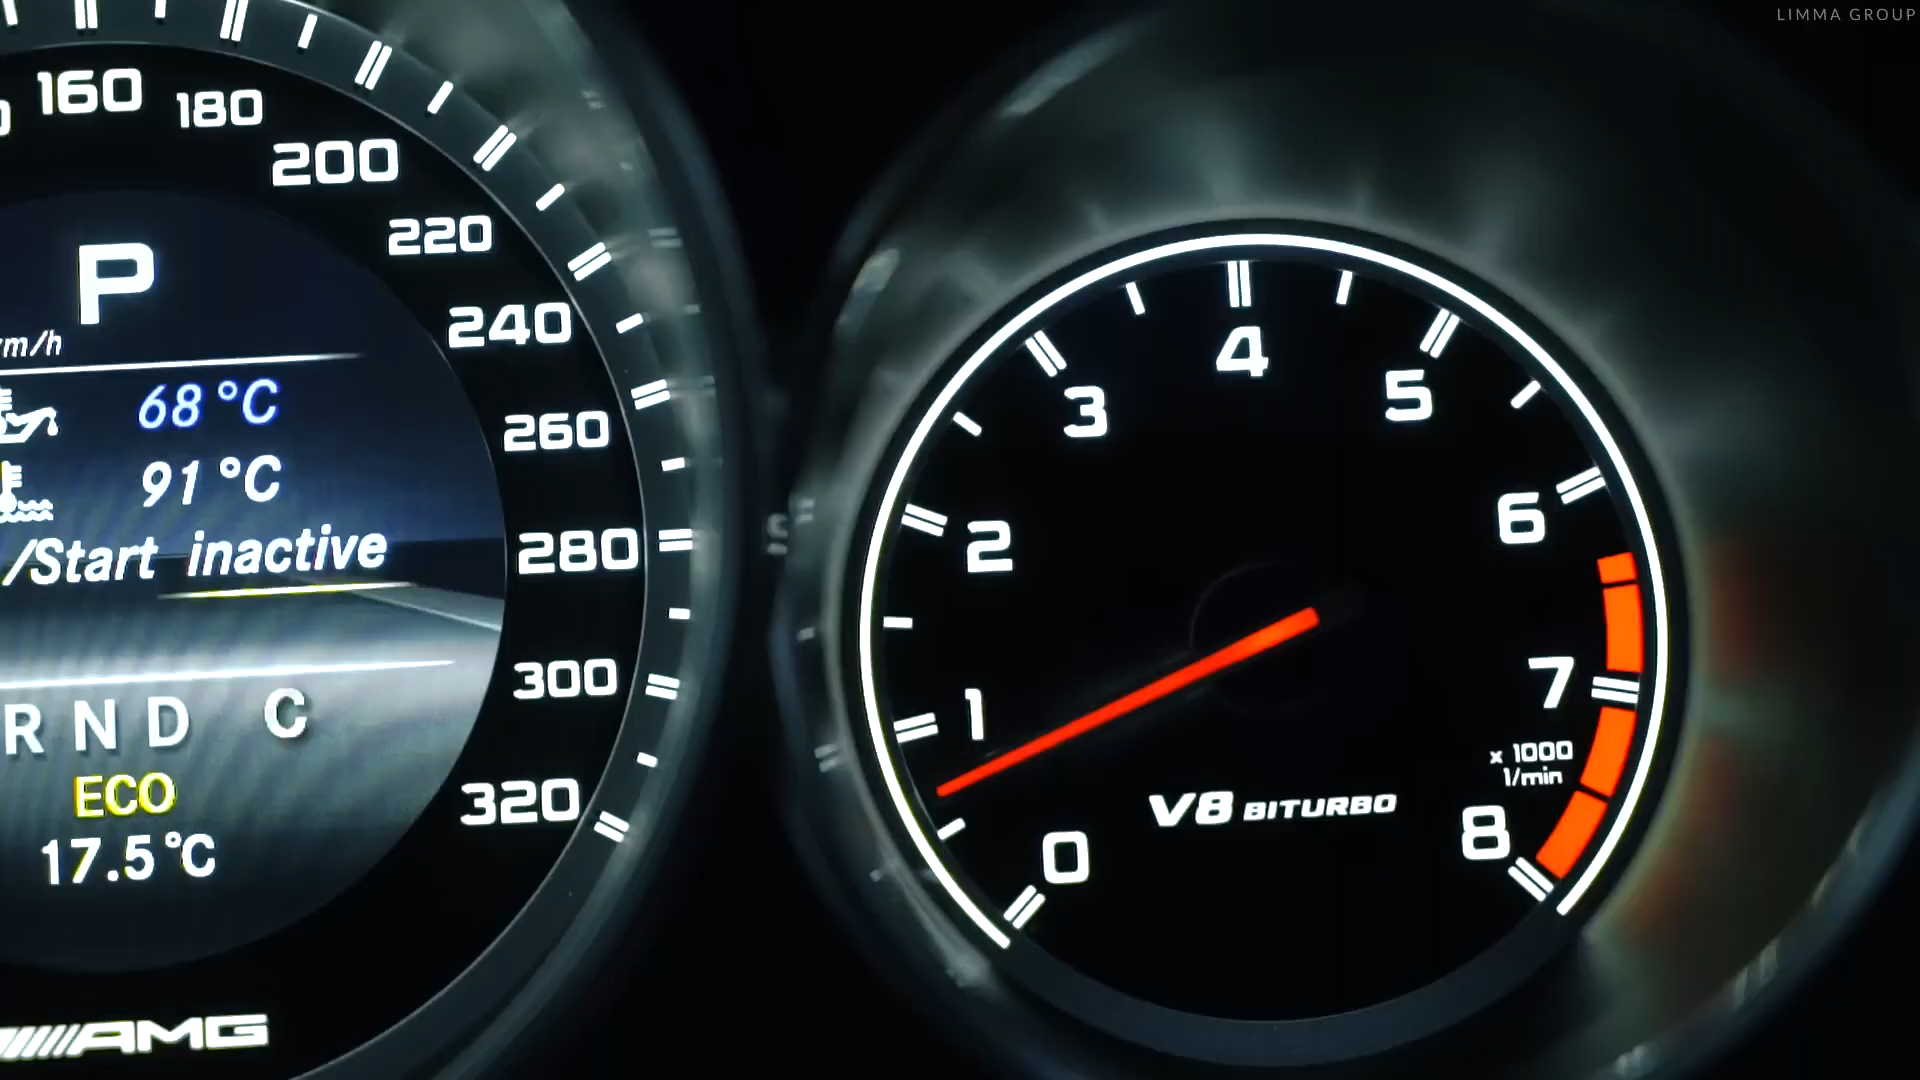 LIMMA GROUP
160
180
200
220
240
260
280
300
320
P
km/h
68 °C
91 °C
/Start inactive
R N D C
ECO
17.5 °C
AMG
0
1
2
3
4
5
6
7
8
x 1000
1/min
V8 BITURBO